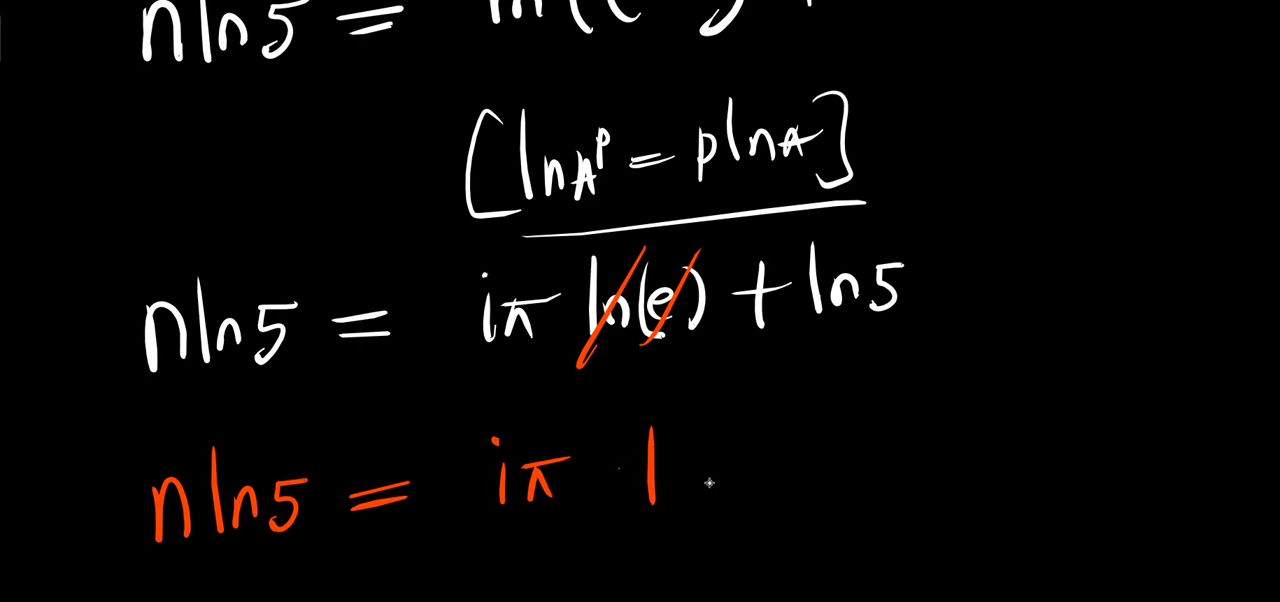 nln5 =
[lnA^p = plnA]
nln5 = iπ ln(e) + ln5
nln5 = iπ · 1